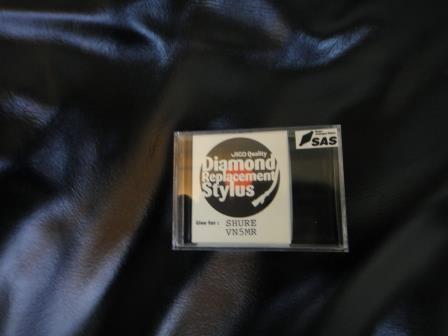 JICO Quality
Diamond
Replacement
Stylus
Use for :
SHURE
VN5MR
SAS